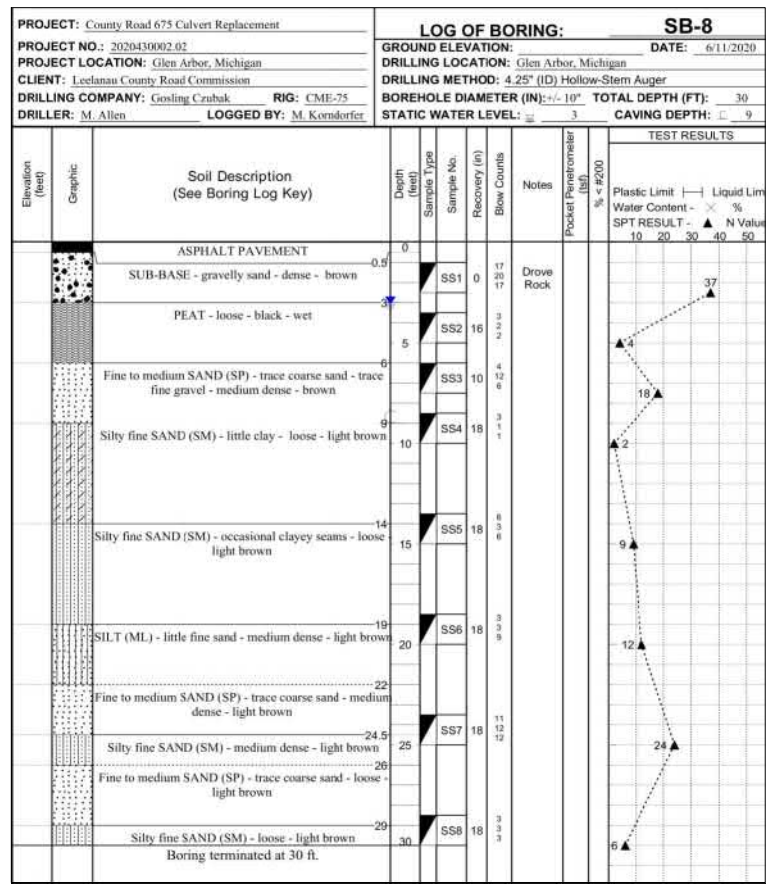 PROJECT: County Road 675 Culvert Replacement
LOG OF BORING: SB-8
PROJECT NO.: 2020430002.02
GROUND ELEVATION: DATE: 6/11/2020
PROJECT LOCATION: Glen Arbor, Michigan
DRILLING LOCATION: Glen Arbor, Michigan
CLIENT: Leelanau County Road Commission
DRILLING METHOD: 4.25" (ID) Hollow-Stem Auger
DRILLING COMPANY: Gosling Czubak RIG: CME-75
BOREHOLE DIAMETER (IN):+/- 10" TOTAL DEPTH (FT): 30
DRILLER: M. Allen LOGGED BY: M. Korndorfer
STATIC WATER LEVEL: 3 CAVING DEPTH: 9
TEST RESULTS
Elevation (feet)
Graphic
Soil Description
(See Boring Log Key)
Depth (feet)
Sample Type
Sample No.
Recovery (in)
Blow Counts
Notes
Pocket Penetrometer (tsf)
% < #200
Plastic Limit Liquid Lim
Water Content - %
SPT RESULT - N Value
10 20 30 40 50
ASPHALT PAVEMENT
0
0.5
SUB-BASE - gravelly sand - dense - brown
SS1 0
17
20
17
Drove
Rock
37
3
PEAT - loose - black - wet
SS2 16
3
2
2
4
5
6
Fine to medium SAND (SP) - trace coarse sand - trace
fine gravel - medium dense - brown
SS3 10
4
12
6
18
9
Silty fine SAND (SM) - little clay - loose - light brown
SS4 18
3
1
1
2
10
14
Silty fine SAND (SM) - occasional clayey seams - loose -
light brown
SS5 18
6
3
6
9
15
19
SILT (ML) - little fine sand - medium dense - light brown
SS6 18
3
3
9
12
20
22
Fine to medium SAND (SP) - trace coarse sand - medium
dense - light brown
24.5
SS7 18
11
12
12
24
Silty fine SAND (SM) - medium dense - light brown
25
26
Fine to medium SAND (SP) - trace coarse sand - loose -
light brown
29
Silty fine SAND (SM) - loose - light brown
SS8 18
3
3
3
6
30
Boring terminated at 30 ft.